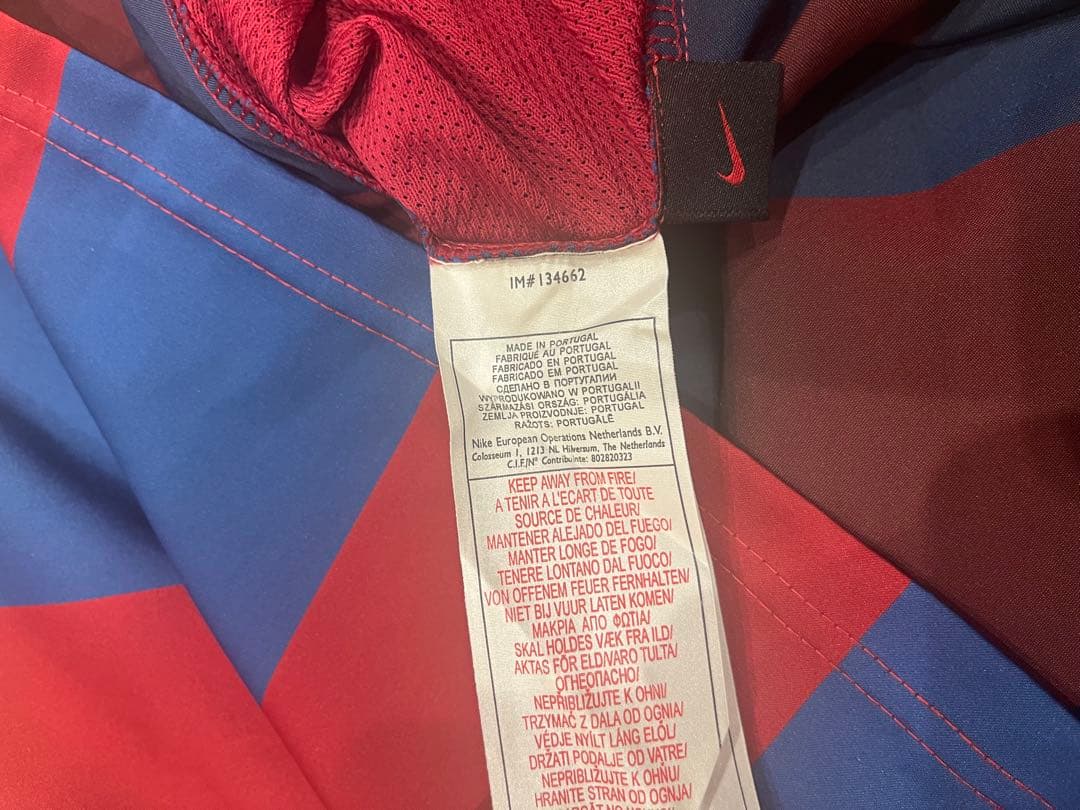 IM#134662
MADE IN PORTUGAL
FABRIQUÉ AU PORTUGAL
FABRICADO EN PORTUGAL
FABRICADO EM PORTUGAL
СДЕЛАНО В ПОРТУГАЛИИ
WYPRODUKOWANO W PORTUGALII
SZÁRMAZÁSI ORSZÁG: PORTUGÁLIA
ZEMLJA PROIZVODNJE: PORTUGAL
RAŽOTS: PORTUGĀLĒ
Nike European Operations Netherlands B.V.
Colosseum 1, 1213 NL Hilversum, The Netherlands
C.I.F./N° Contribuinte: 802820323
KEEP AWAY FROM FIRE/
A TENIR A L'ECART DE TOUTE
SOURCE DE CHALEUR/
MANTENER ALEJADO DEL FUEGO/
MANTER LONGE DE FOGO/
TENERE LONTANO DAL FUOCO/
VON OFFENEM FEUER FERNHALTEN/
NIET BIJ VUUR LATEN KOMEN/
ΜΑΚΡΙΑ ΑΠΟ ΦΩΤΙΑ/
SKAL HOLDES VÆK FRA ILD/
AKTAS FÖR ELD/VARO TULTA/
ОГНЕОПАСНО/
NEPŘIBLIŽUJTE K OHNI/
TRZYMAĆ Z DALA OD OGNIA/
VÉDJE NYÍLT LÁNG ELŐL/
DRŽATI PODALJE OD VATRE/
NEPRIBLIŽUJTE K OHŇU/
HRANITE STRAN OD OGNJA/